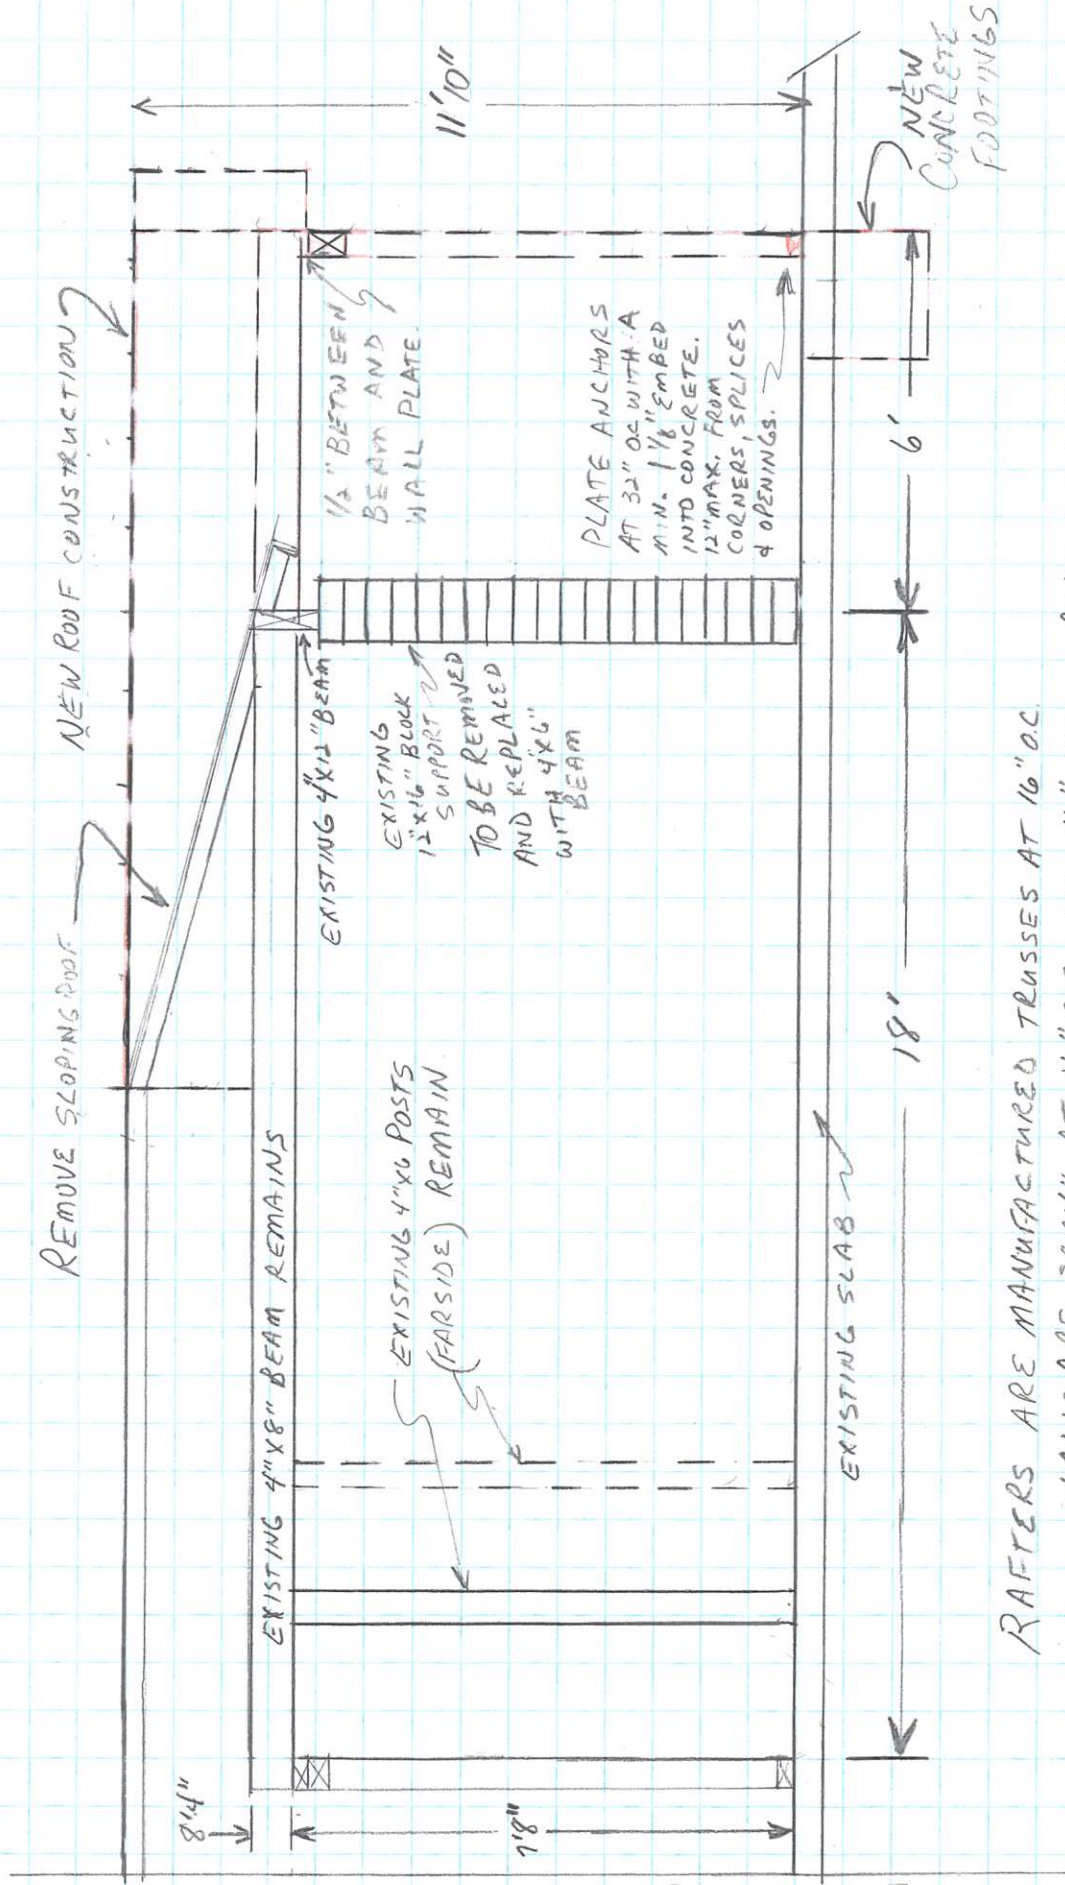 REMOVE SLOPING ROOF
NEW ROOF CONSTRUCTION
8'4"
11'10"
EXISTING 4"X8" BEAM REMAINS
EXISTING 4"X12" BEAM
1/2" BETWEEN
BEAM AND
WALL PLATE.
EXISTING
12"X16" BLOCK
SUPPORT
TO BE REMOVED
AND REPLACED
WITH 4"X6"
BEAM
EXISTING 4"X6 POSTS
(FARSIDE) REMAIN
PLATE ANCHORS
AT 32" O.C WITH A
MIN. 1 1/8" EMBED
INTO CONCRETE.
12" MAX. FROM
CORNERS, SPLICES
& OPENINGS.
7'8"
EXISTING SLAB
18'
6'
NEW
CONCRETE
FOOTINGS
RAFTERS ARE MANUFACTURED TRUSSES AT 16" O.C.